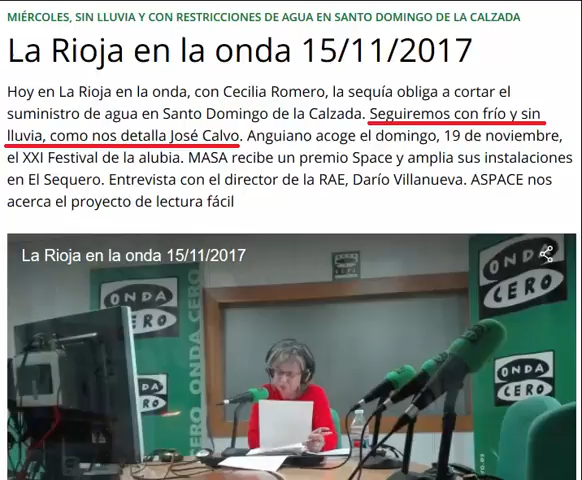 MIÉRCOLES, SIN LLUVIA Y CON RESTRICCIONES DE AGUA EN SANTO DOMINGO DE LA CALZADA
La Rioja en la onda 15/11/2017
Hoy en La Rioja en la onda, con Cecilia Romero, la sequía obliga a cortar el
suministro de agua en Santo Domingo de la Calzada. Seguiremos con frío y sin
lluvia, como nos detalla José Calvo. Anguiano acoge el domingo, 19 de noviembre,
el XXI Festival de la alubia. MASA recibe un premio Space y amplia sus instalaciones
en El Sequero. Entrevista con el director de la RAE, Darío Villanueva. ASPACE nos
acerca el proyecto de lectura fácil
La Rioja en la onda 15/11/2017
ONDA
CERO
ONDA CERO
ONDA
CERO
ONDA
CERO
ONDA
CERO